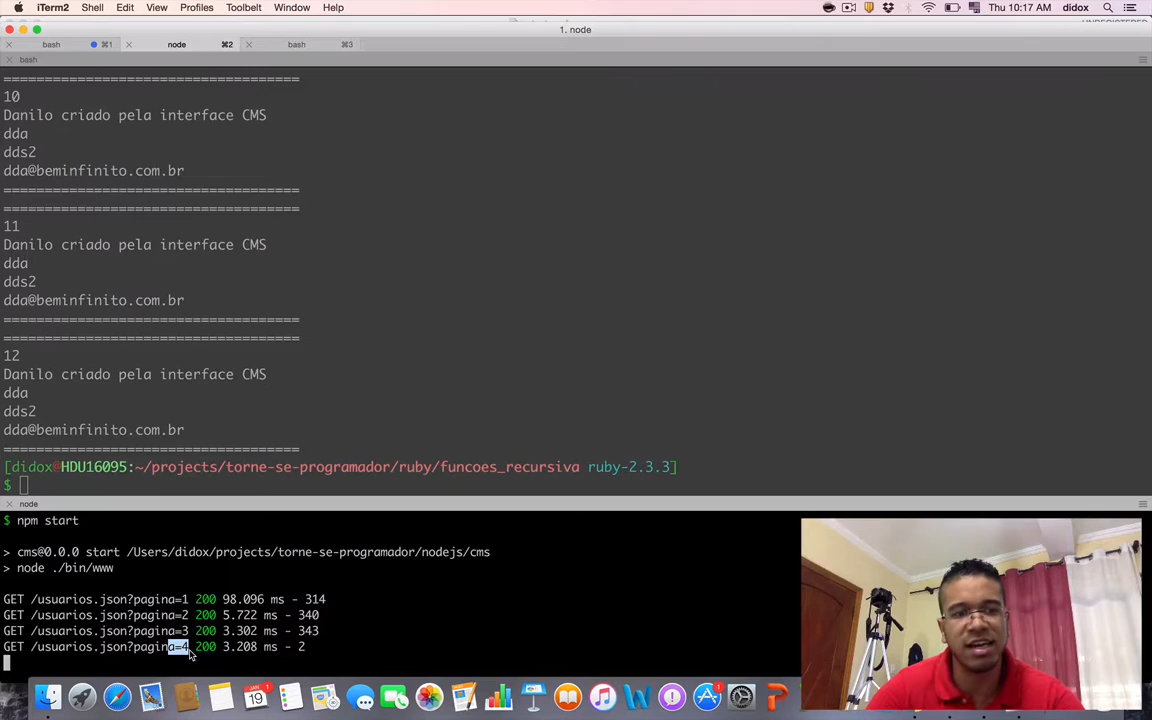 iTerm2 Shell Edit View Profiles Toolbelt Window Help Thu 10:17 AM didox
1. node
bash ⌘1 node ⌘2 bash ⌘3
bash
====================================
10
Danilo criado pela interface CMS
dda
dds2
dda@beminfinito.com.br
====================================
====================================
11
Danilo criado pela interface CMS
dda
dds2
dda@beminfinito.com.br
====================================
====================================
12
Danilo criado pela interface CMS
dda
dds2
dda@beminfinito.com.br
====================================
[didox@HDU16095:~/projects/torne-se-programador/ruby/funcoes_recursiva ruby-2.3.3]
$
node
$ npm start
> cms@0.0.0 start /Users/didox/projects/torne-se-programador/nodejs/cms
> node ./bin/www
GET /usuarios.json?pagina=1 200 98.096 ms - 314
GET /usuarios.json?pagina=2 200 5.722 ms - 340
GET /usuarios.json?pagina=3 200 3.302 ms - 343
GET /usuarios.json?pagina=4 200 3.208 ms - 2
JAN
19